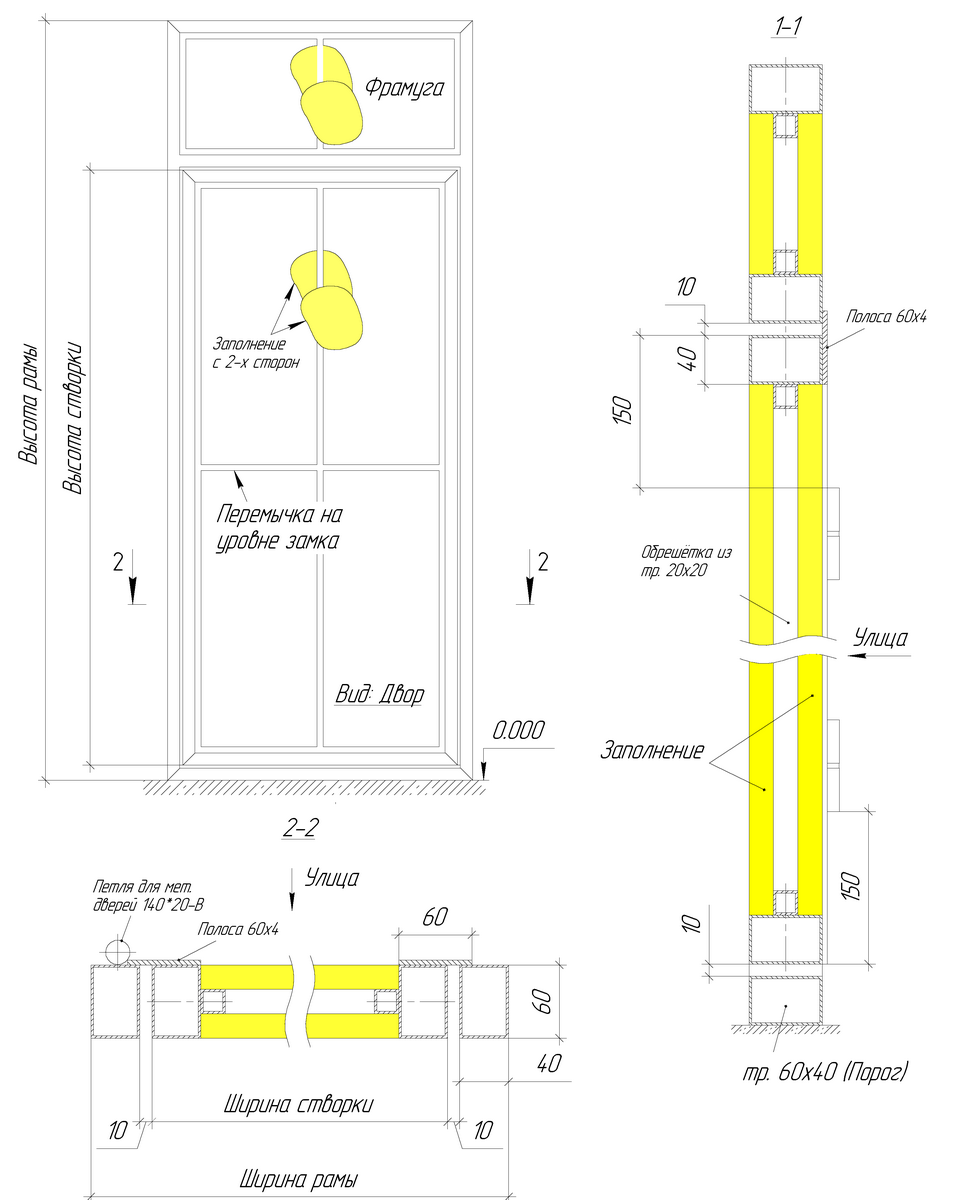 Фрамуга
Заполнение
с 2-х сторон
Высота рамы
Высота створки
Перемычка на
уровне замка
2
2
Вид: Двор
0.000
1-1
10
40
150
Полоса 60х4
Обрешётка из
тр. 20х20
Улица
Заполнение
150
10
тр. 60х40 (Порог)
2-2
Улица
Петля для мет.
дверей 140*20-В
Полоса 60х4
60
60
40
Ширина створки
10
10
Ширина рамы